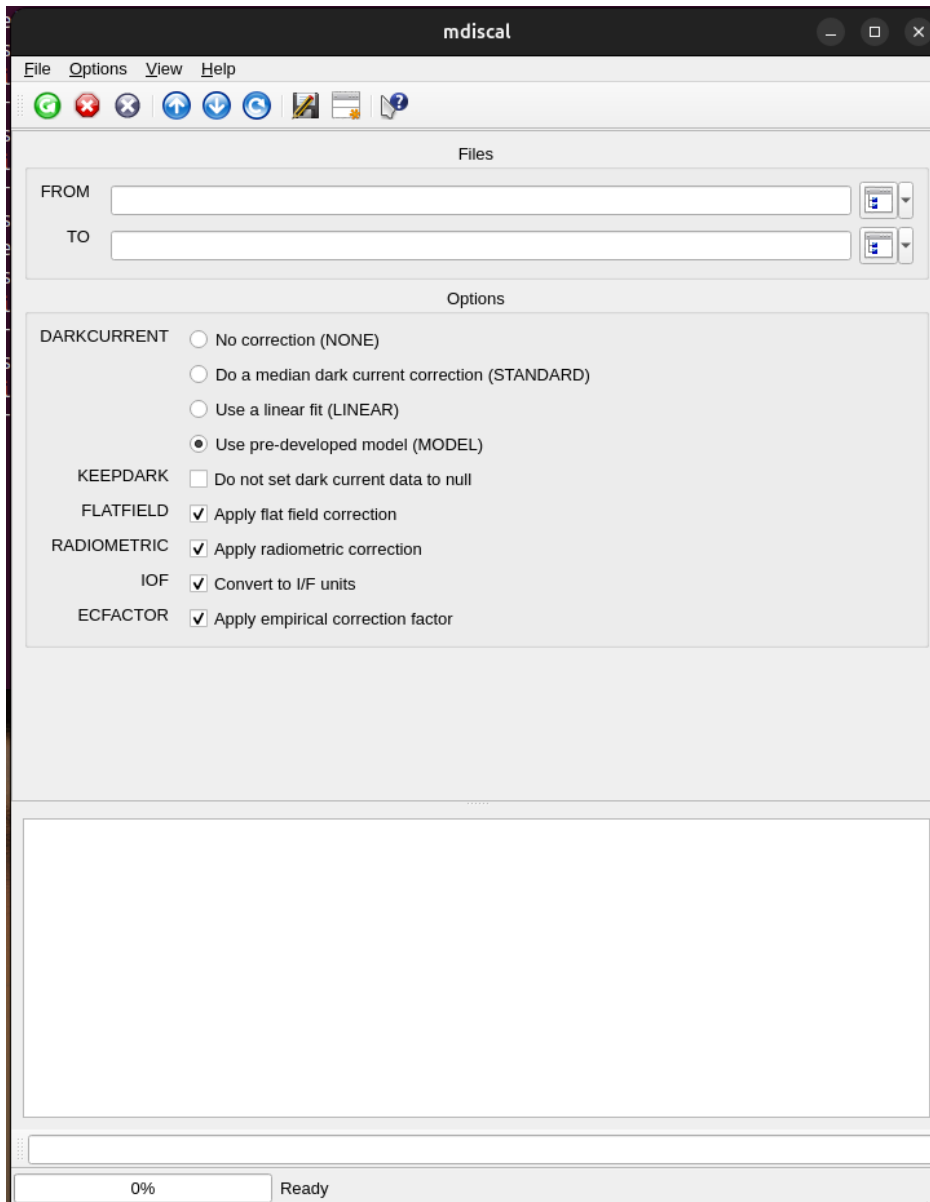 mdiscal
File Options View Help
Files
FROM
TO
Options
DARKCURRENT
No correction (NONE)
Do a median dark current correction (STANDARD)
Use a linear fit (LINEAR)
Use pre-developed model (MODEL)
KEEPDARK Do not set dark current data to null
FLATFIELD Apply flat field correction
RADIOMETRIC Apply radiometric correction
IOF Convert to I/F units
ECFACTOR Apply empirical correction factor
0% Ready